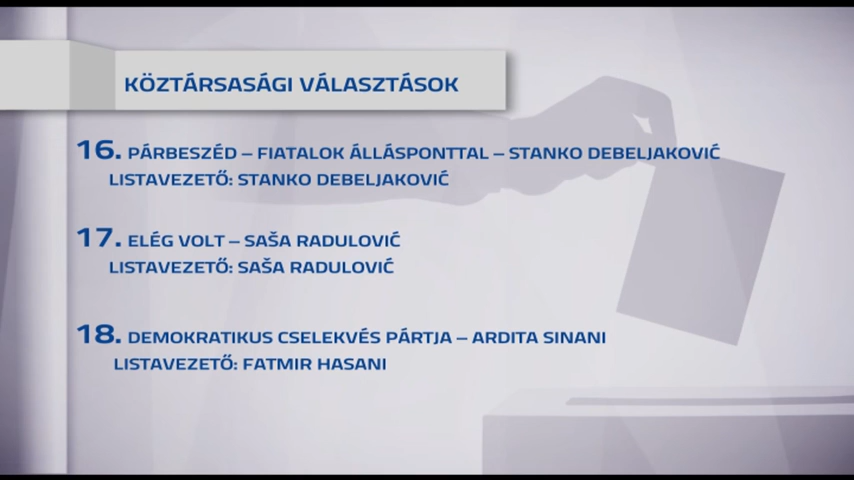 KÖZTÁRSASÁGI VÁLASZTÁSOK
16. PÁRBESZÉD – FIATALOK ÁLLÁSPONTTAL – STANKO DEBELJAKOVIĆ
LISTAVEZETŐ: STANKO DEBELJAKOVIĆ
17. ELÉG VOLT – SAŠA RADULOVIĆ
LISTAVEZETŐ: SAŠA RADULOVIĆ
18. DEMOKRATIKUS CSELEKVÉS PÁRTJA – ARDITA SINANI
LISTAVEZETŐ: FATMIR HASANI